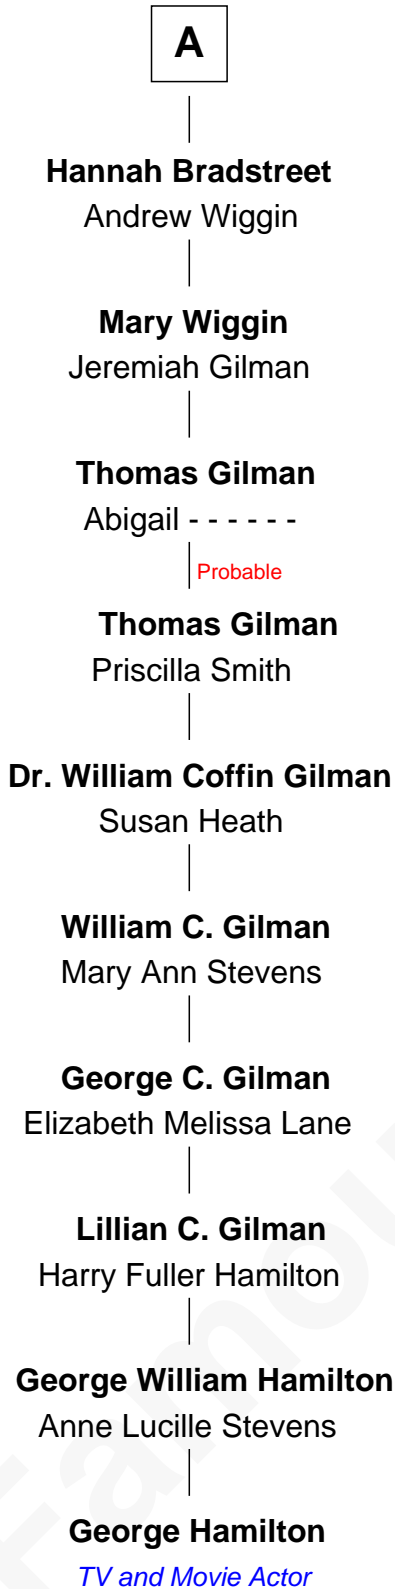 A
Hannah Bradstreet
Andrew Wiggin
Mary Wiggin
Jeremiah Gilman
Thomas Gilman
Abigail - - - - - -
Probable
Thomas Gilman
Priscilla Smith
Dr. William Coffin Gilman
Susan Heath
William C. Gilman
Mary Ann Stevens
George C. Gilman
Elizabeth Melissa Lane
Lillian C. Gilman
Harry Fuller Hamilton
George William Hamilton
Anne Lucille Stevens
George Hamilton
TV and Movie Actor
Famou